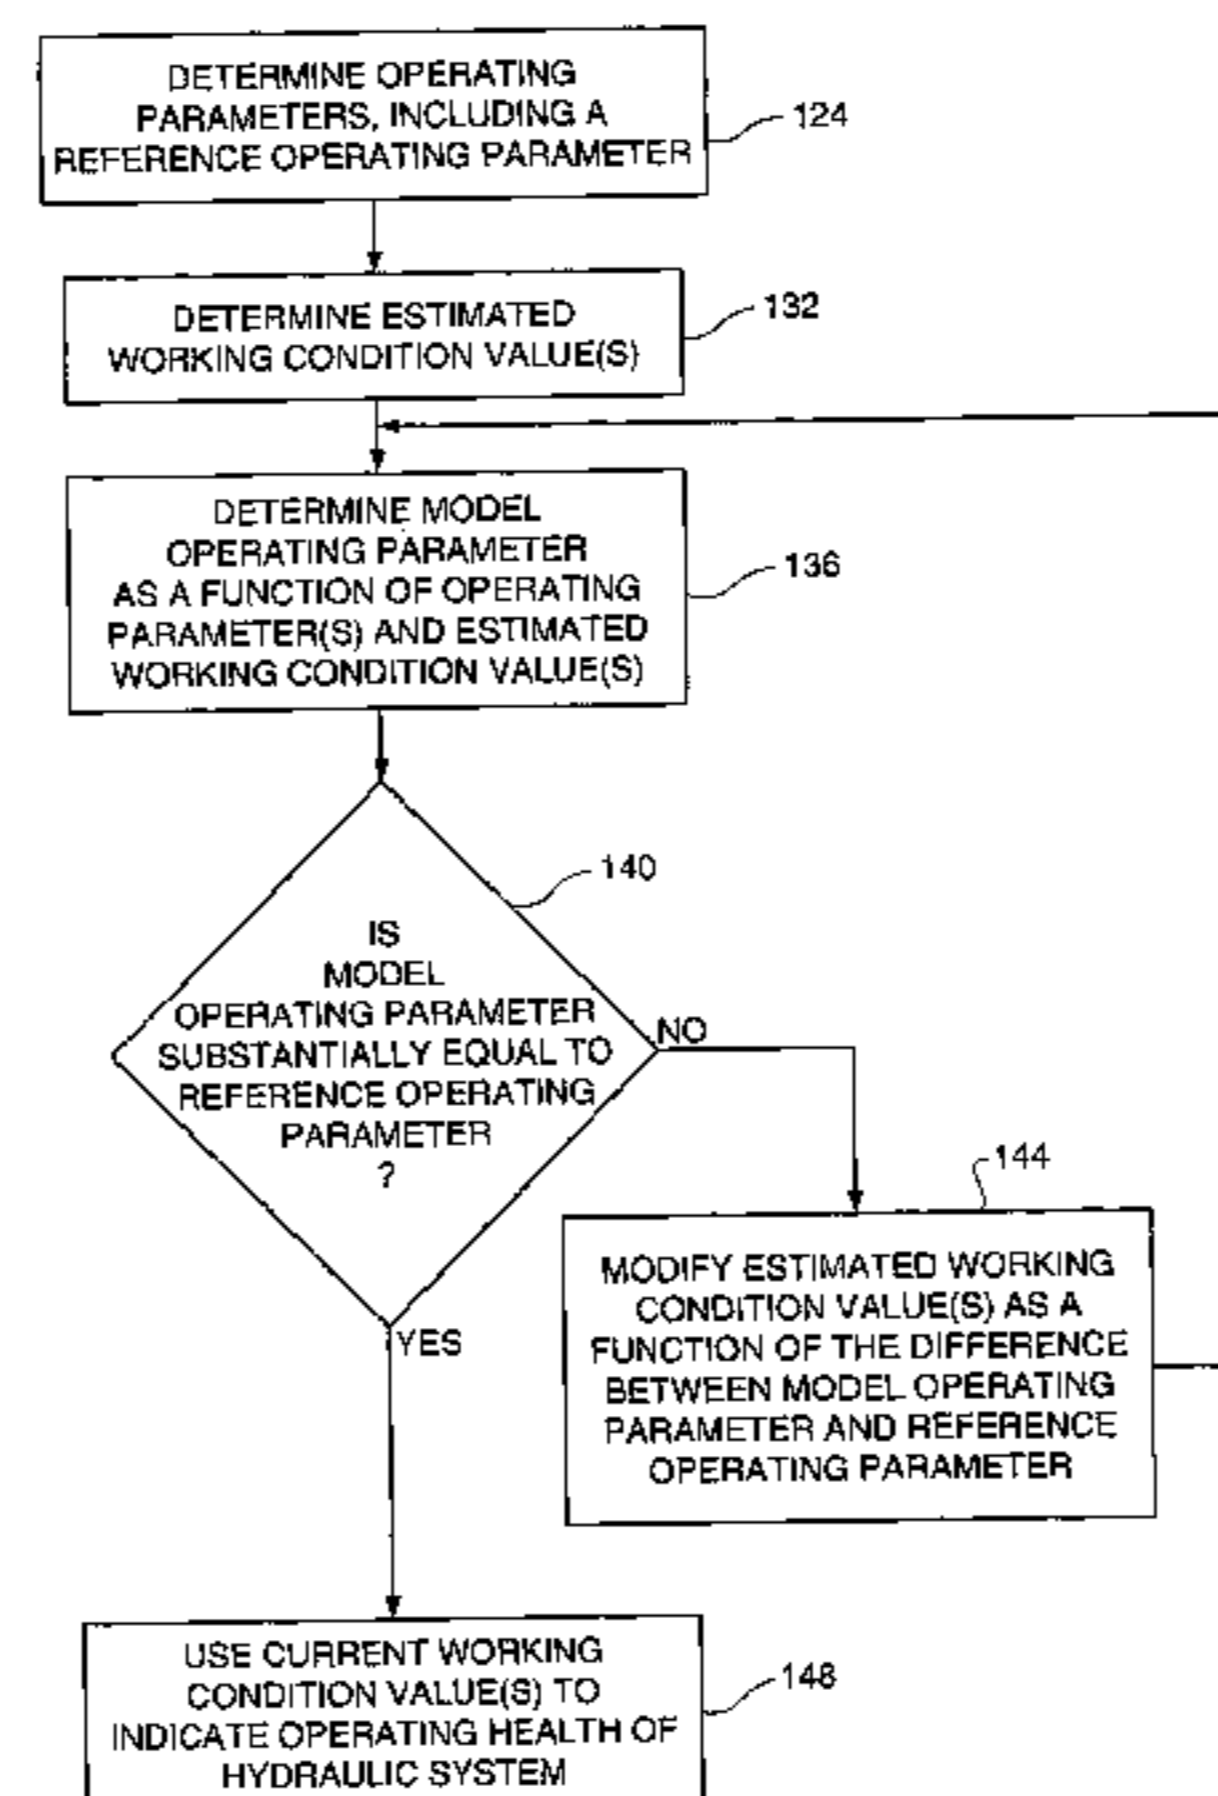 DETERMINE OPERATING
PARAMETERS, INCLUDING A
REFERENCE OPERATING PARAMETER
124
DETERMINE ESTIMATED
WORKING CONDITION VALUE(S)
132
DETERMINE MODEL
OPERATING PARAMETER
AS A FUNCTION OF OPERATING
PARAMETER(S) AND ESTIMATED
WORKING CONDITION VALUE(S)
136
140
IS
MODEL
OPERATING PARAMETER
SUBSTANTIALLY EQUAL TO
REFERENCE OPERATING
PARAMETER
?
NO
YES
144
MODIFY ESTIMATED WORKING
CONDITION VALUE(S) AS A
FUNCTION OF THE DIFFERENCE
BETWEEN MODEL OPERATING
PARAMETER AND REFERENCE
OPERATING PARAMETER
USE CURRENT WORKING
CONDITION VALUE(S) TO
INDICATE OPERATING HEALTH OF
HYDRAULIC SYSTEM
148